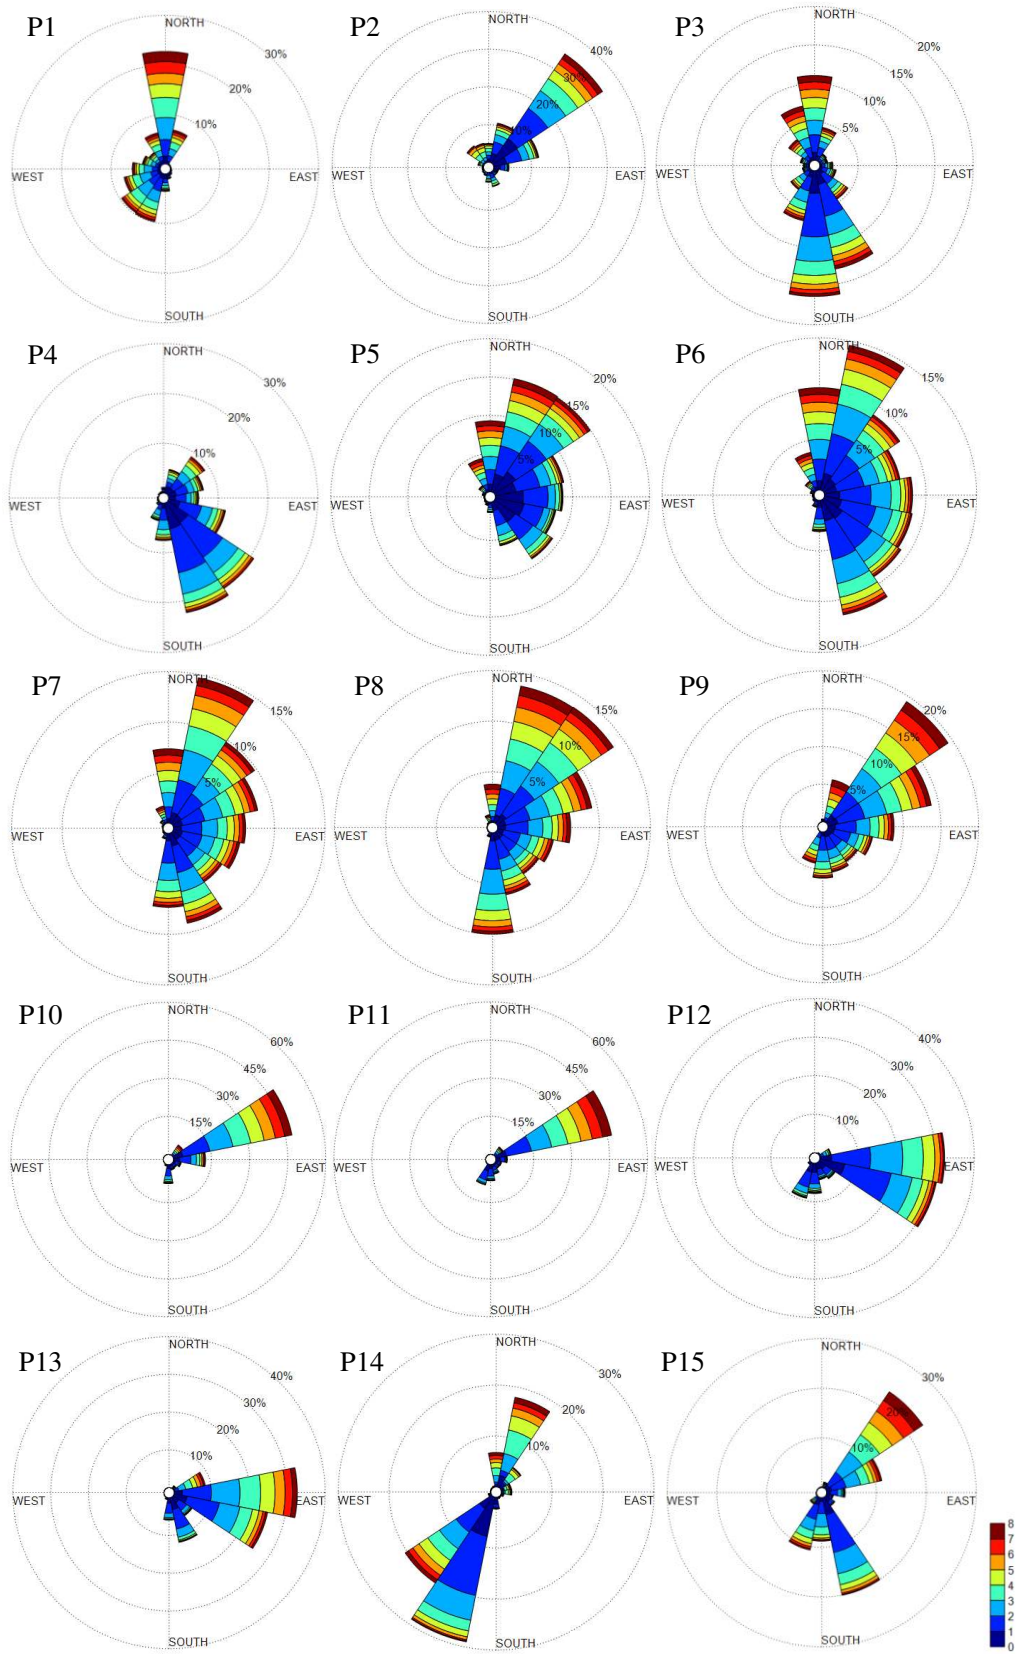 P1
NORTH
30%
20%
10%
WEST
EAST
SOUTH
P2
NORTH
40%
30%
20%
10%
WEST
EAST
SOUTH
P3
NORTH
20%
15%
10%
5%
WEST
EAST
SOUTH
P4
NORTH
30%
20%
10%
WEST
EAST
SOUTH
P5
NORTH
20%
15%
10%
5%
WEST
EAST
SOUTH
P6
NORTH
15%
10%
5%
WEST
EAST
SOUTH
P7
NORTH
15%
10%
5%
WEST
EAST
SOUTH
P8
NORTH
15%
10%
5%
WEST
EAST
SOUTH
P9
NORTH
20%
15%
10%
5%
WEST
EAST
SOUTH
P10
NORTH
60%
45%
30%
15%
WEST
EAST
SOUTH
P11
NORTH
60%
45%
30%
15%
WEST
EAST
SOUTH
P12
NORTH
40%
30%
20%
10%
WEST
EAST
SOUTH
P13
NORTH
40%
30%
20%
10%
WEST
EAST
SOUTH
P14
NORTH
30%
20%
10%
WEST
EAST
SOUTH
P15
NORTH
30%
20%
10%
WEST
EAST
SOUTH
8
7
6
5
4
3
2
1
0